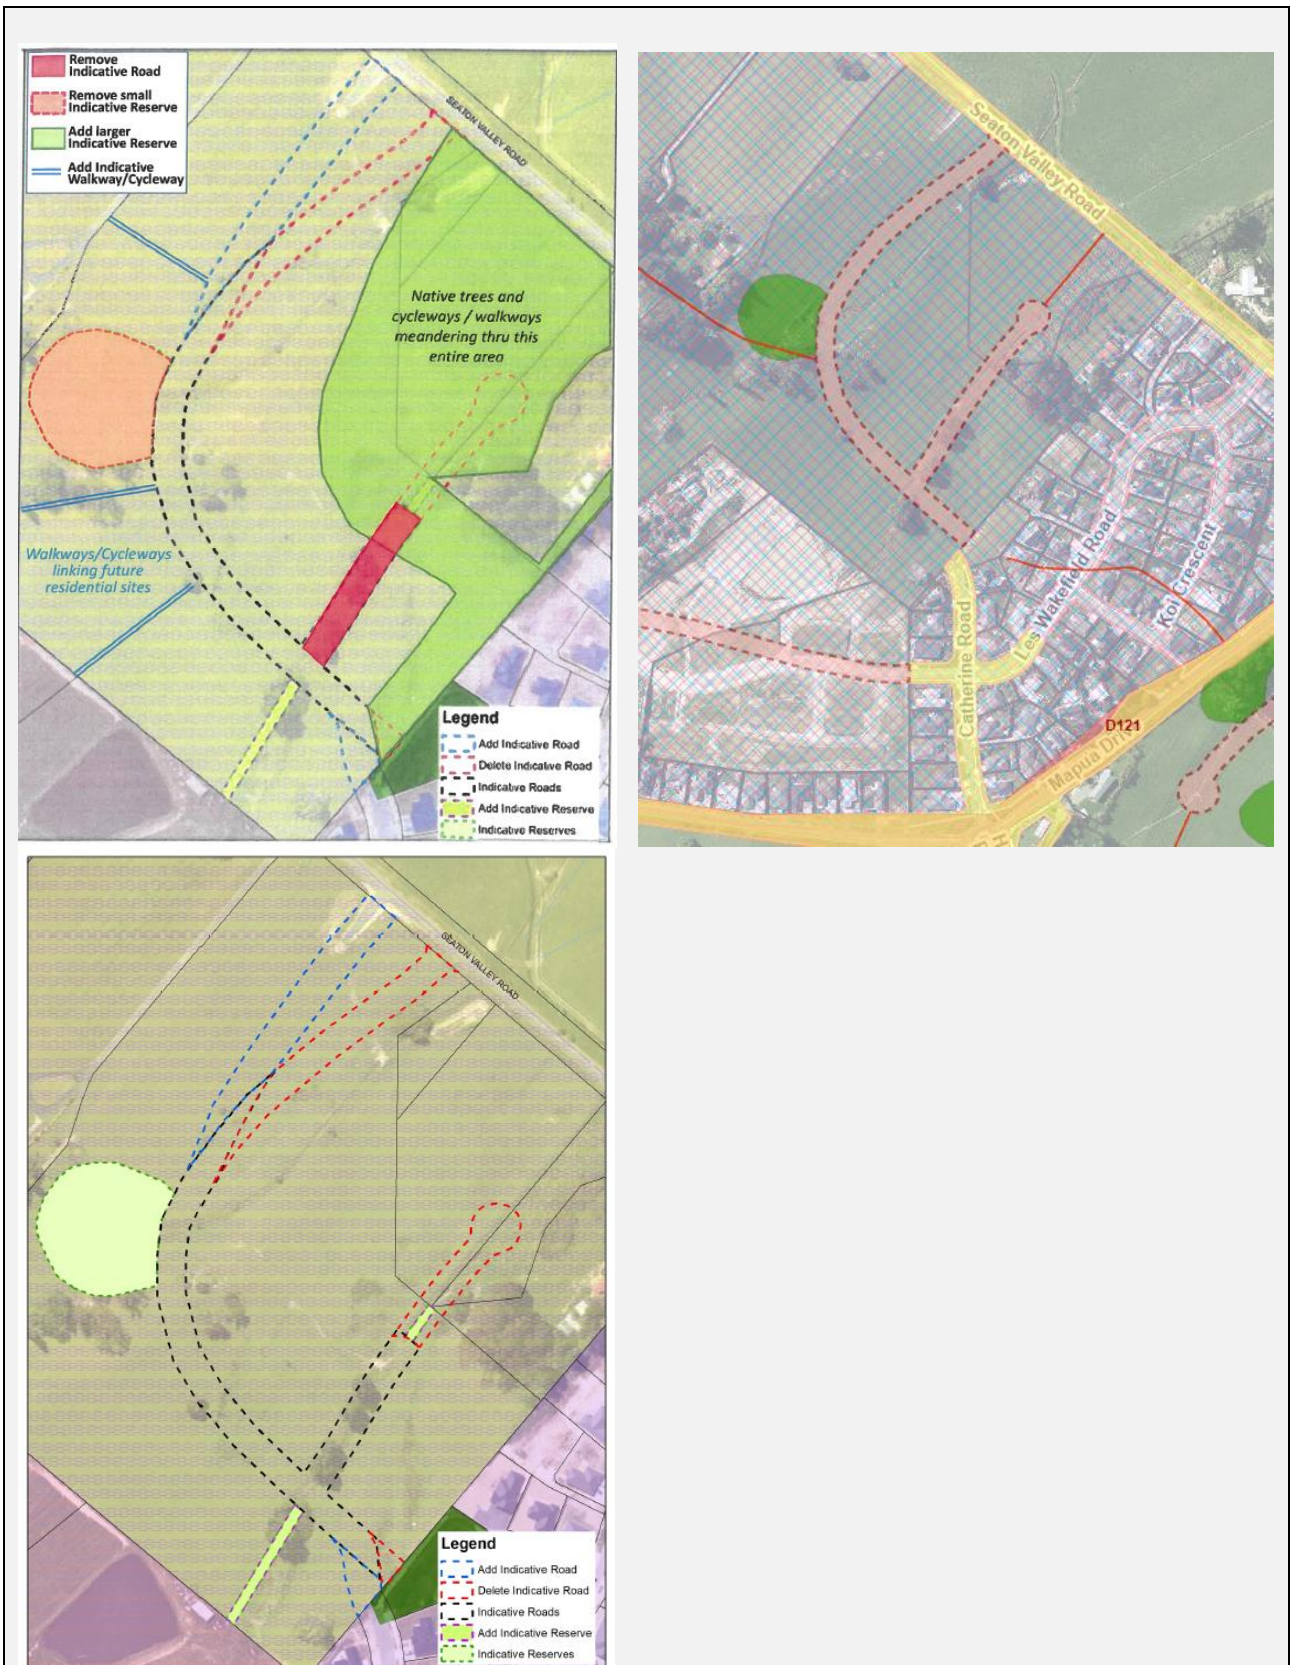 Remove
Indicative Road
Remove small
Indicative Reserve
Add larger
Indicative Reserve
Add Indicative
Walkway/Cycleway
SEATON VALLEY ROAD
Native trees and
cycleways / walkways
meandering thru this
entire area
Walkways/Cycleways
linking future
residential sites
Legend
Add Indicative Road
Delete Indicative Road
Indicative Roads
Add Indicative Reserve
Indicative Reserves
Seaton Valley Road
Les Wakefield Road
Koi Crescent
Catherine Road
D121
Mapua Dri
SEATON VALLEY ROAD
Legend
Add Indicative Road
Delete Indicative Road
Indicative Roads
Add Indicative Reserve
Indicative Reserves